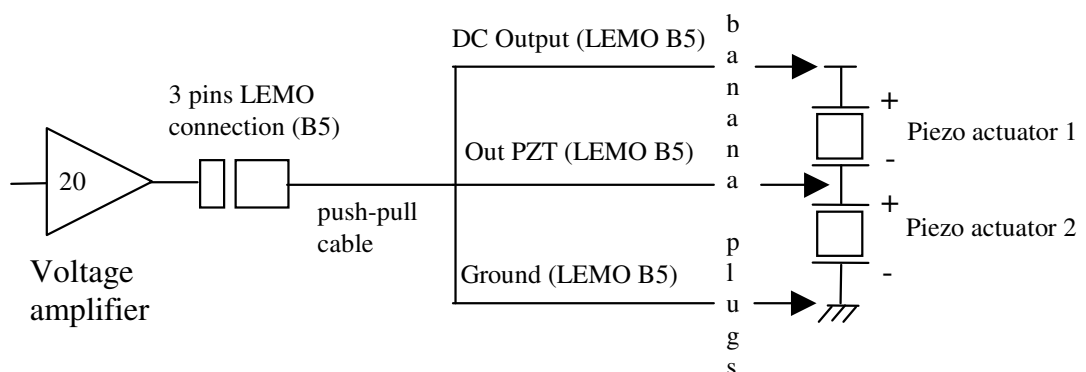 DC Output (LEMO B5)
3 pins LEMO
connection (B5)
20
Out PZT (LEMO B5)
push-pull
cable
Ground (LEMO B5)
Voltage
amplifier
b
a
n
a
n
a
p
l
u
g
s
+
-
Piezo actuator 1
+
-
Piezo actuator 2